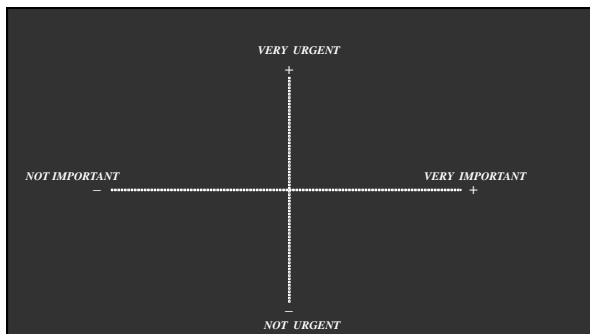 VERY URGENT
+
NOT IMPORTANT
VERY IMPORTANT
–
+
–
NOT URGENT